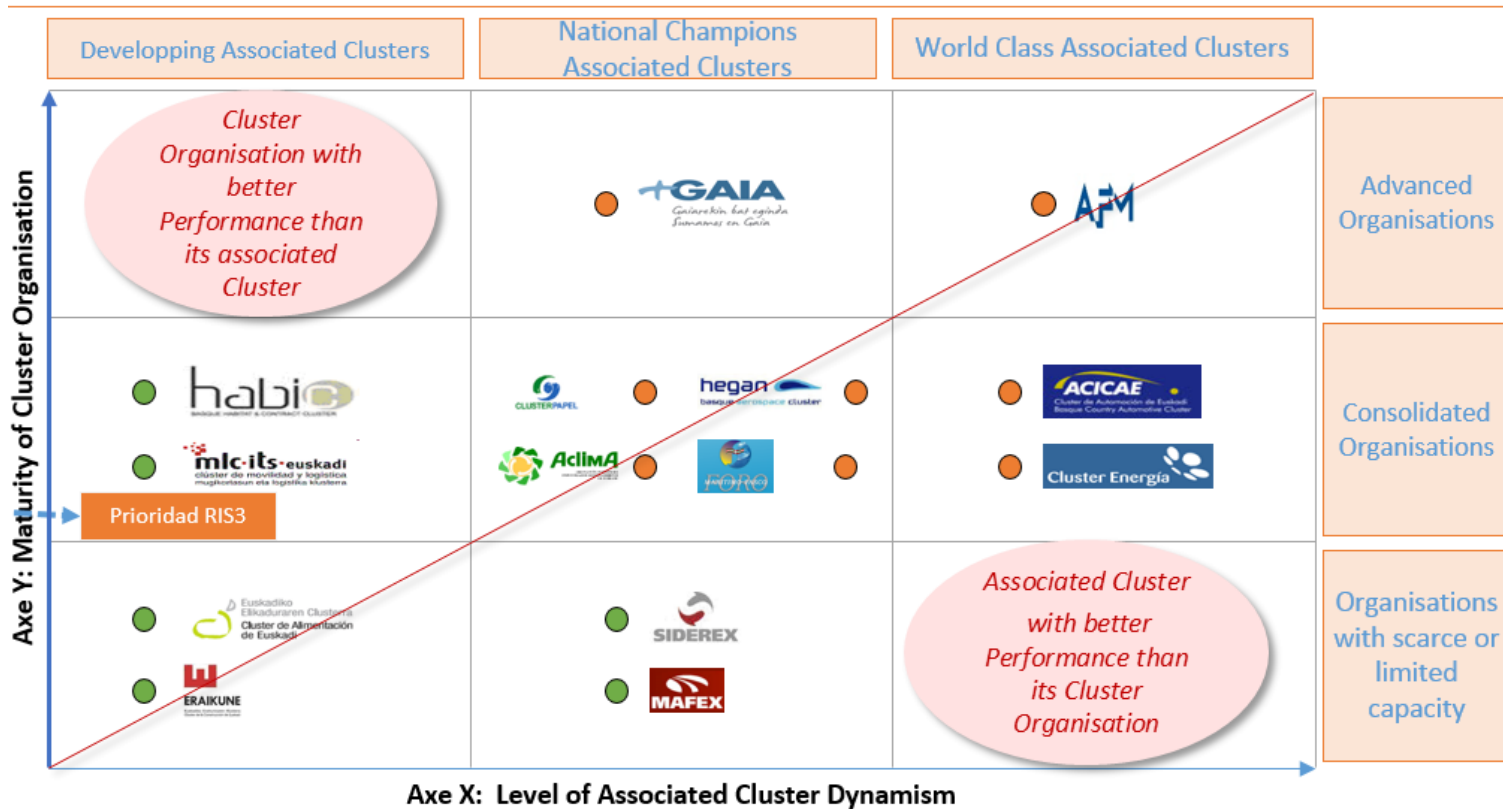 Developping Associated Clusters
National Champions
Associated Clusters
World Class Associated Clusters
Axe Y: Maturity of Cluster Organisation
Cluster
Organisation with
better
Performance than
its associated
Cluster
+GAIA
Gaiarekin bat eginda
Sumamos en Gaia
AFM
Advanced
Organisations
habic
BASQUE HABITAT & CONTRACT CLUSTER
CLUSTERPAPEL
hegan
basque aerospace cluster
ACICAE
Cluster de Automoción de Euskadi
Basque Country Automotive Cluster
Consolidated
Organisations
mlc·its·euskadi
clúster de movilidad y logística
mugikortasun eta logistika klusterra
AclimA
FORO
Cluster Energía
Prioridad RIS3
Euskadiko
Elikaduraren Clusterra
Cluster de Alimentación
de Euskadi
SIDEREX
Associated Cluster
with better
Performance than
its Cluster
Organisation
Organisations
with scarce or
limited
capacity
ERAIKUNE
MAFEX
Axe X: Level of Associated Cluster Dynamism